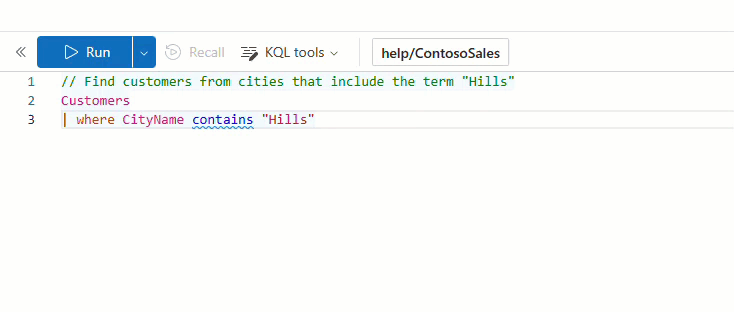 Run Recall KQL tools help/ContosoSales
1 // Find customers from cities that include the term "Hills"
2 Customers
3 | where CityName contains "Hills"